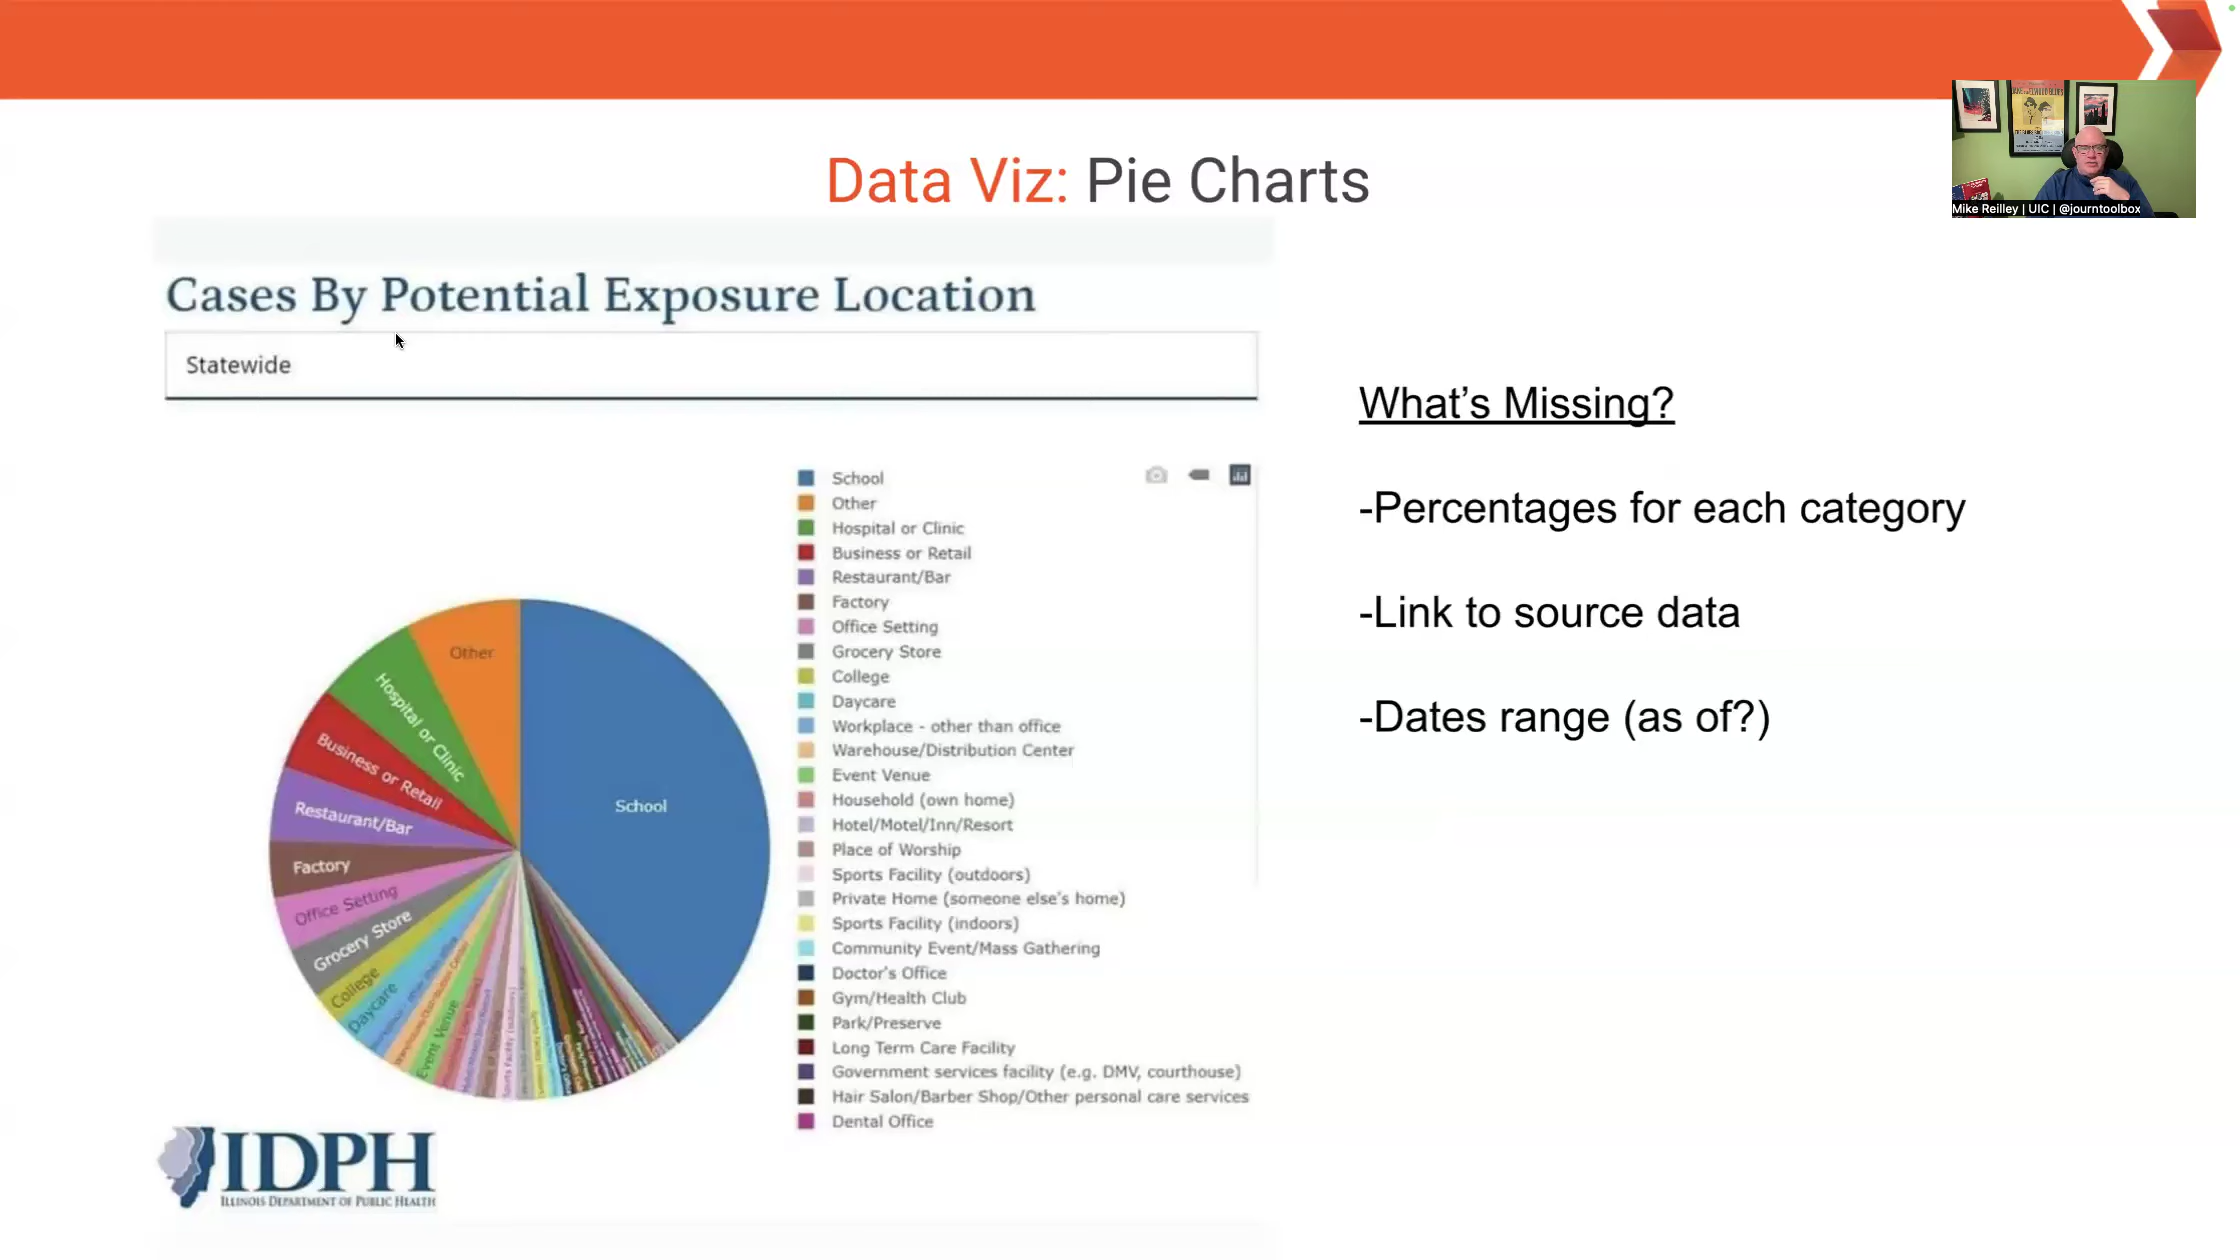 Data Viz: Pie Charts
Mike Reilley | UIC | @journtoolbox
Cases By Potential Exposure Location
Statewide
School
Other
Hospital or Clinic
Business or Retail
Restaurant/Bar
Factory
Office Setting
Grocery Store
College
Daycare
Workplace - other than office
Warehouse/Distribution Center
Event Venue
Household (own home)
Hotel/Motel/Inn/Resort
Place of Worship
Sports Facility (outdoors)
Private Home (someone else's home)
Sports Facility (indoors)
Community Event/Mass Gathering
Doctor's Office
Gym/Health Club
Park/Preserve
Long Term Care Facility
Government services facility (e.g. DMV, courthouse)
Hair Salon/Barber Shop/Other personal care services
Dental Office
School
Other
Hospital or Clinic
Business or Retail
Restaurant/Bar
Factory
Office Setting
Grocery Store
College
Daycare
Event Venue
IDPH
ILLINOIS DEPARTMENT OF PUBLIC HEALTH
What's Missing?
-Percentages for each category
-Link to source data
-Dates range (as of?)